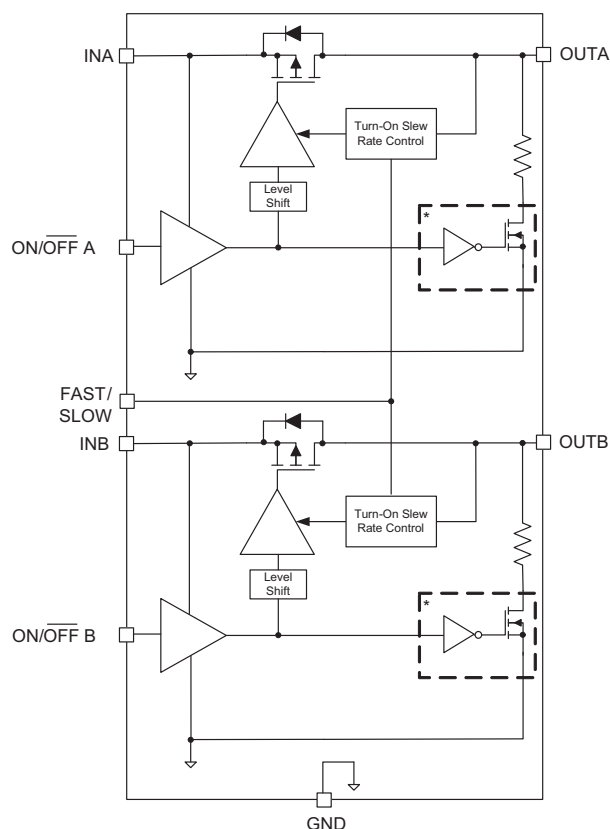 INA
OUTA
Turn-On Slew
Rate Control
Level
Shift
*
ON/OFF A
FAST/
SLOW
INB
OUTB
Turn-On Slew
Rate Control
Level
Shift
*
ON/OFF B
GND